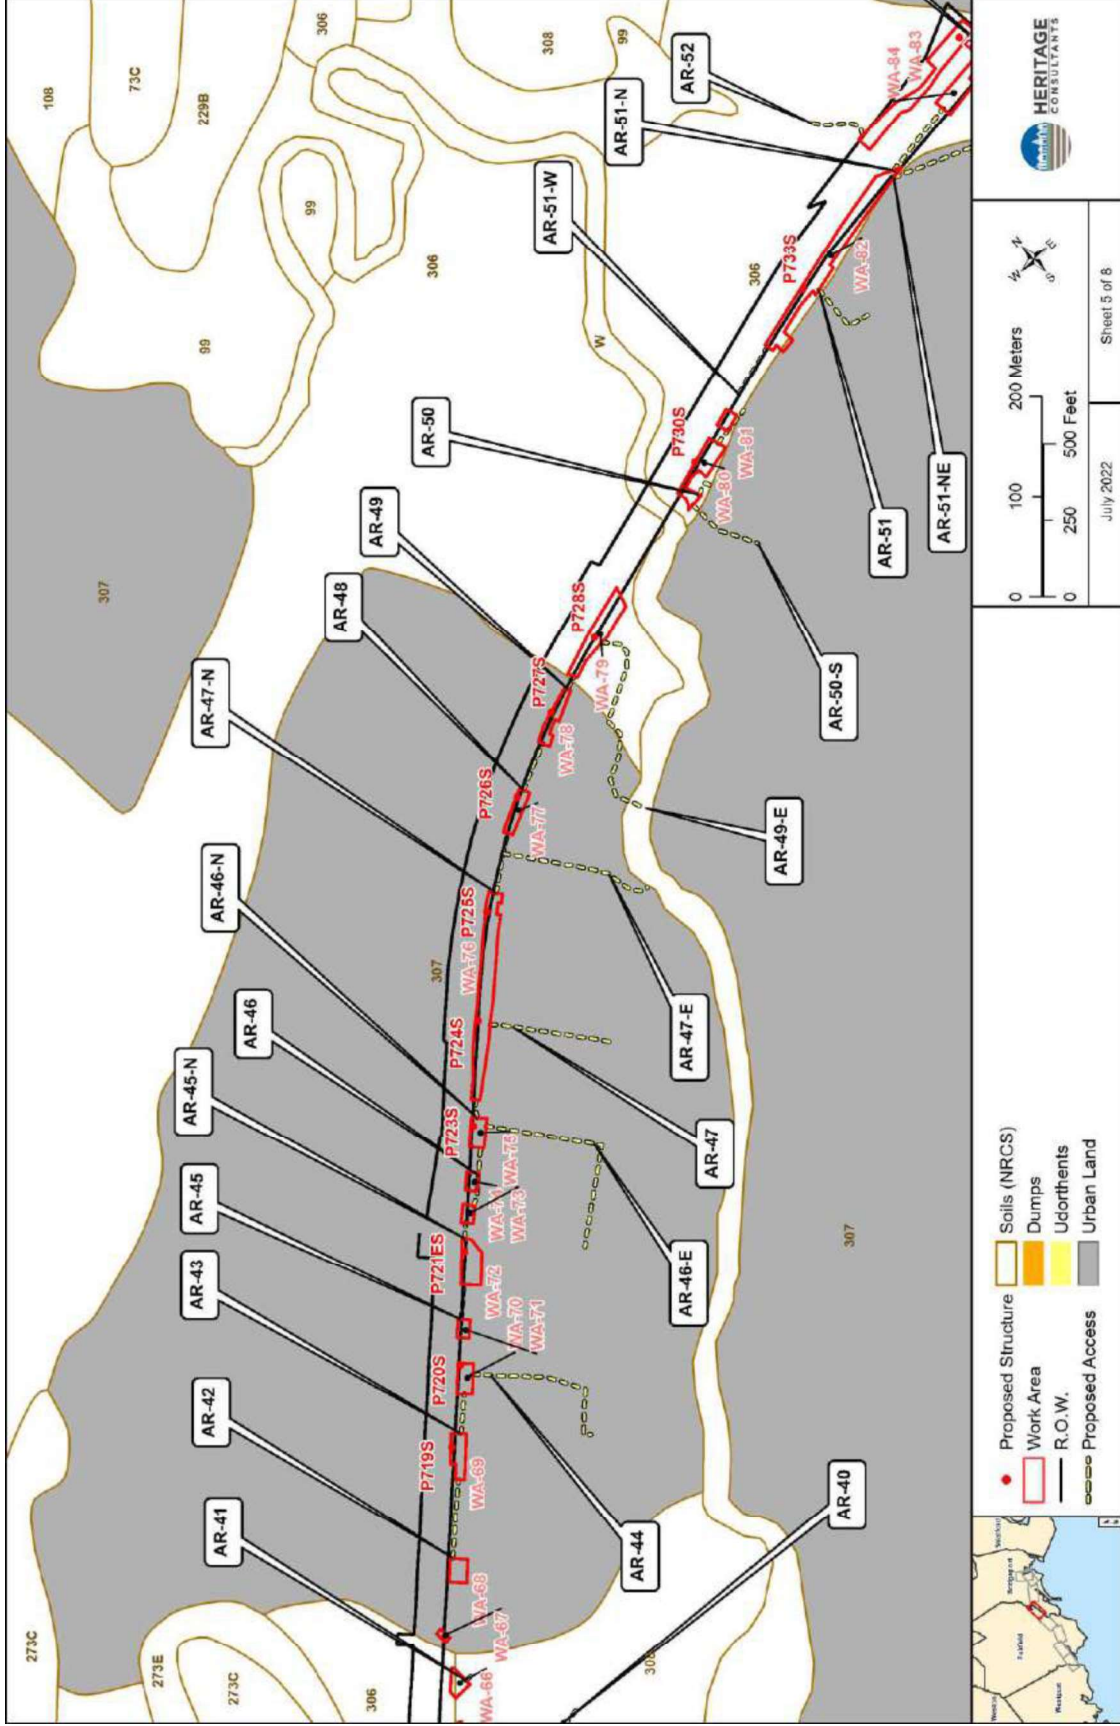 273C
273E
273C
306
307
99
99
108
73C
229B
306
308
99
306
306
W
307
306
307
AR-41
AR-42
AR-43
AR-45
AR-45-N
AR-46
AR-46-N
AR-47-N
AR-48
AR-49
AR-50
AR-51-W
AR-51-N
AR-52
P719S
P720S
P721ES
P723S
P724S
P725S
P726S
P727S
P728S
P730S
P733S
WA-66
WA-67
WA-68
WA-69
WA-70
WA-71
WA-72
WA-73
WA-75
WA-76
WA-77
WA-78
WA-79
WA-80
WA-81
WA-82
WA-84
WA-83
AR-40
AR-44
AR-46-E
AR-47
AR-47-E
AR-49-E
AR-50-S
AR-51
AR-51-NE
Fairfield
Bridgeport
Westport
Proposed Structure
Work Area
R.O.W.
Proposed Access
Soils (NRCS)
Dumps
Udorthents
Urban Land
0 100 200 Meters
0 250 500 Feet
N
E
S
W
July 2022
Sheet 5 of 8
HERITAGE
CONSULTANTS